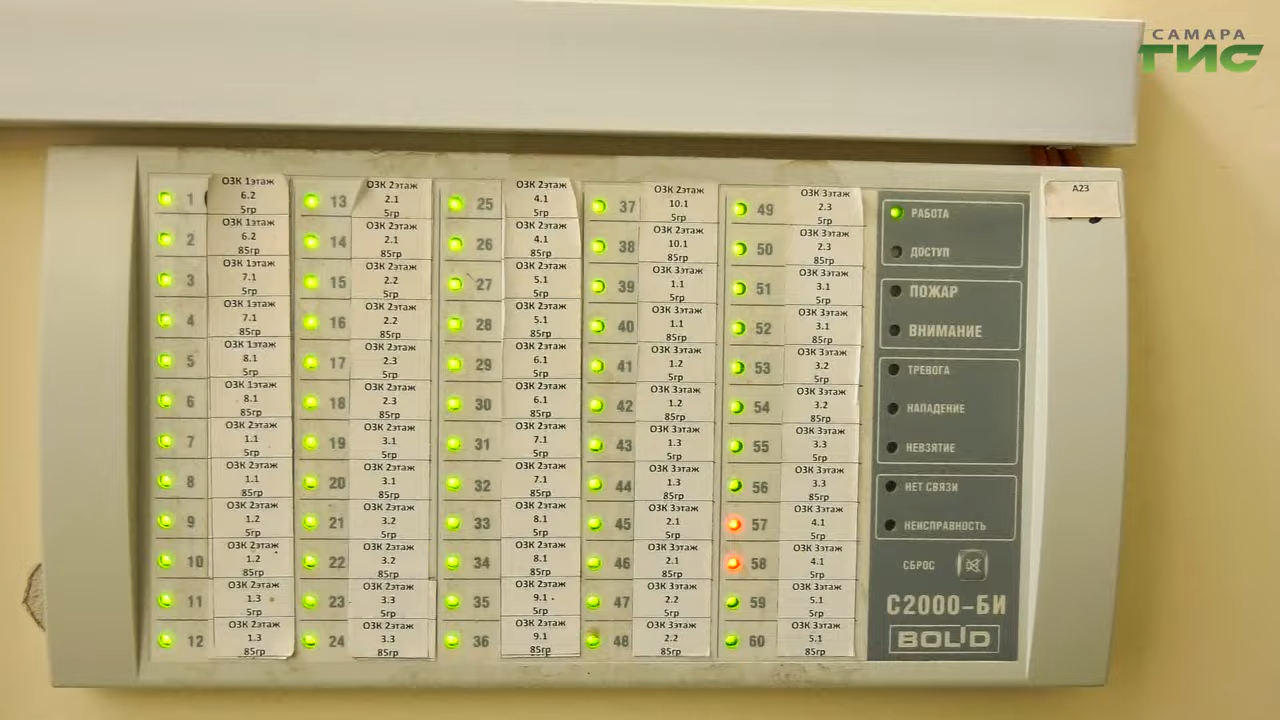 САМАРА
ГИС
А23
1 ОЗК 1этаж
6.2
5гр
2 ОЗК 1этаж
6.2
85гр
3 ОЗК 1этаж
7.1
5гр
4 ОЗК 1этаж
7.1
85гр
5 ОЗК 1этаж
8.1
5гр
6 ОЗК 1этаж
8.1
85гр
7 ОЗК 2этаж
1.1
5гр
8 ОЗК 2этаж
1.1
85гр
9 ОЗК 2этаж
1.2
5гр
10 ОЗК 2этаж
1.2
85гр
11 ОЗК 2этаж
1.3
5гр
12 ОЗК 2этаж
1.3
85гр
13 ОЗК 2этаж
2.1
5гр
14 ОЗК 2этаж
2.1
85гр
15 ОЗК 2этаж
2.2
5гр
16 ОЗК 2этаж
2.2
85гр
17 ОЗК 2этаж
2.3
5гр
18 ОЗК 2этаж
2.3
85гр
19 ОЗК 2этаж
3.1
5гр
20 ОЗК 2этаж
3.1
85гр
21 ОЗК 2этаж
3.2
5гр
22 ОЗК 2этаж
3.2
85гр
23 ОЗК 2этаж
3.3
5гр
24 ОЗК 2этаж
3.3
85гр
25 ОЗК 2этаж
4.1
5гр
26 ОЗК 2этаж
4.1
85гр
27 ОЗК 2этаж
5.1
5гр
28 ОЗК 2этаж
5.1
85гр
29 ОЗК 2этаж
6.1
5гр
30 ОЗК 2этаж
6.1
85гр
31 ОЗК 2этаж
7.1
5гр
32 ОЗК 2этаж
7.1
85гр
33 ОЗК 2этаж
8.1
5гр
34 ОЗК 2этаж
8.1
85гр
35 ОЗК 2этаж
9.1
5гр
36 ОЗК 2этаж
9.1
85гр
37 ОЗК 2этаж
10.1
5гр
38 ОЗК 2этаж
10.1
85гр
39 ОЗК 3этаж
1.1
5гр
40 ОЗК 3этаж
1.1
85гр
41 ОЗК 3этаж
1.2
5гр
42 ОЗК 3этаж
1.2
85гр
43 ОЗК 3этаж
1.3
5гр
44 ОЗК 3этаж
1.3
85гр
45 ОЗК 3этаж
2.1
5гр
46 ОЗК 3этаж
2.1
85гр
47 ОЗК 3этаж
2.2
5гр
48 ОЗК 3этаж
2.2
85гр
49 ОЗК 3этаж
2.3
5гр
50 ОЗК 3этаж
2.3
85гр
51 ОЗК 3этаж
3.1
5гр
52 ОЗК 3этаж
3.1
85гр
53 ОЗК 3этаж
3.2
5гр
54 ОЗК 3этаж
3.2
85гр
55 ОЗК 3этаж
3.3
5гр
56 ОЗК 3этаж
3.3
85гр
57 ОЗК 3этаж
4.1
5гр
58 ОЗК 3этаж
4.1
85гр
59 ОЗК 3этаж
5.1
5гр
60 ОЗК 3этаж
5.1
85гр
РАБОТА
ДОСТУП
ПОЖАР
ВНИМАНИЕ
ТРЕВОГА
НАПАДЕНИЕ
НЕВЗЯТИЕ
НЕТ СВЯЗИ
НЕИСПРАВНОСТЬ
СБРОС
С2000-БИ
BOLID